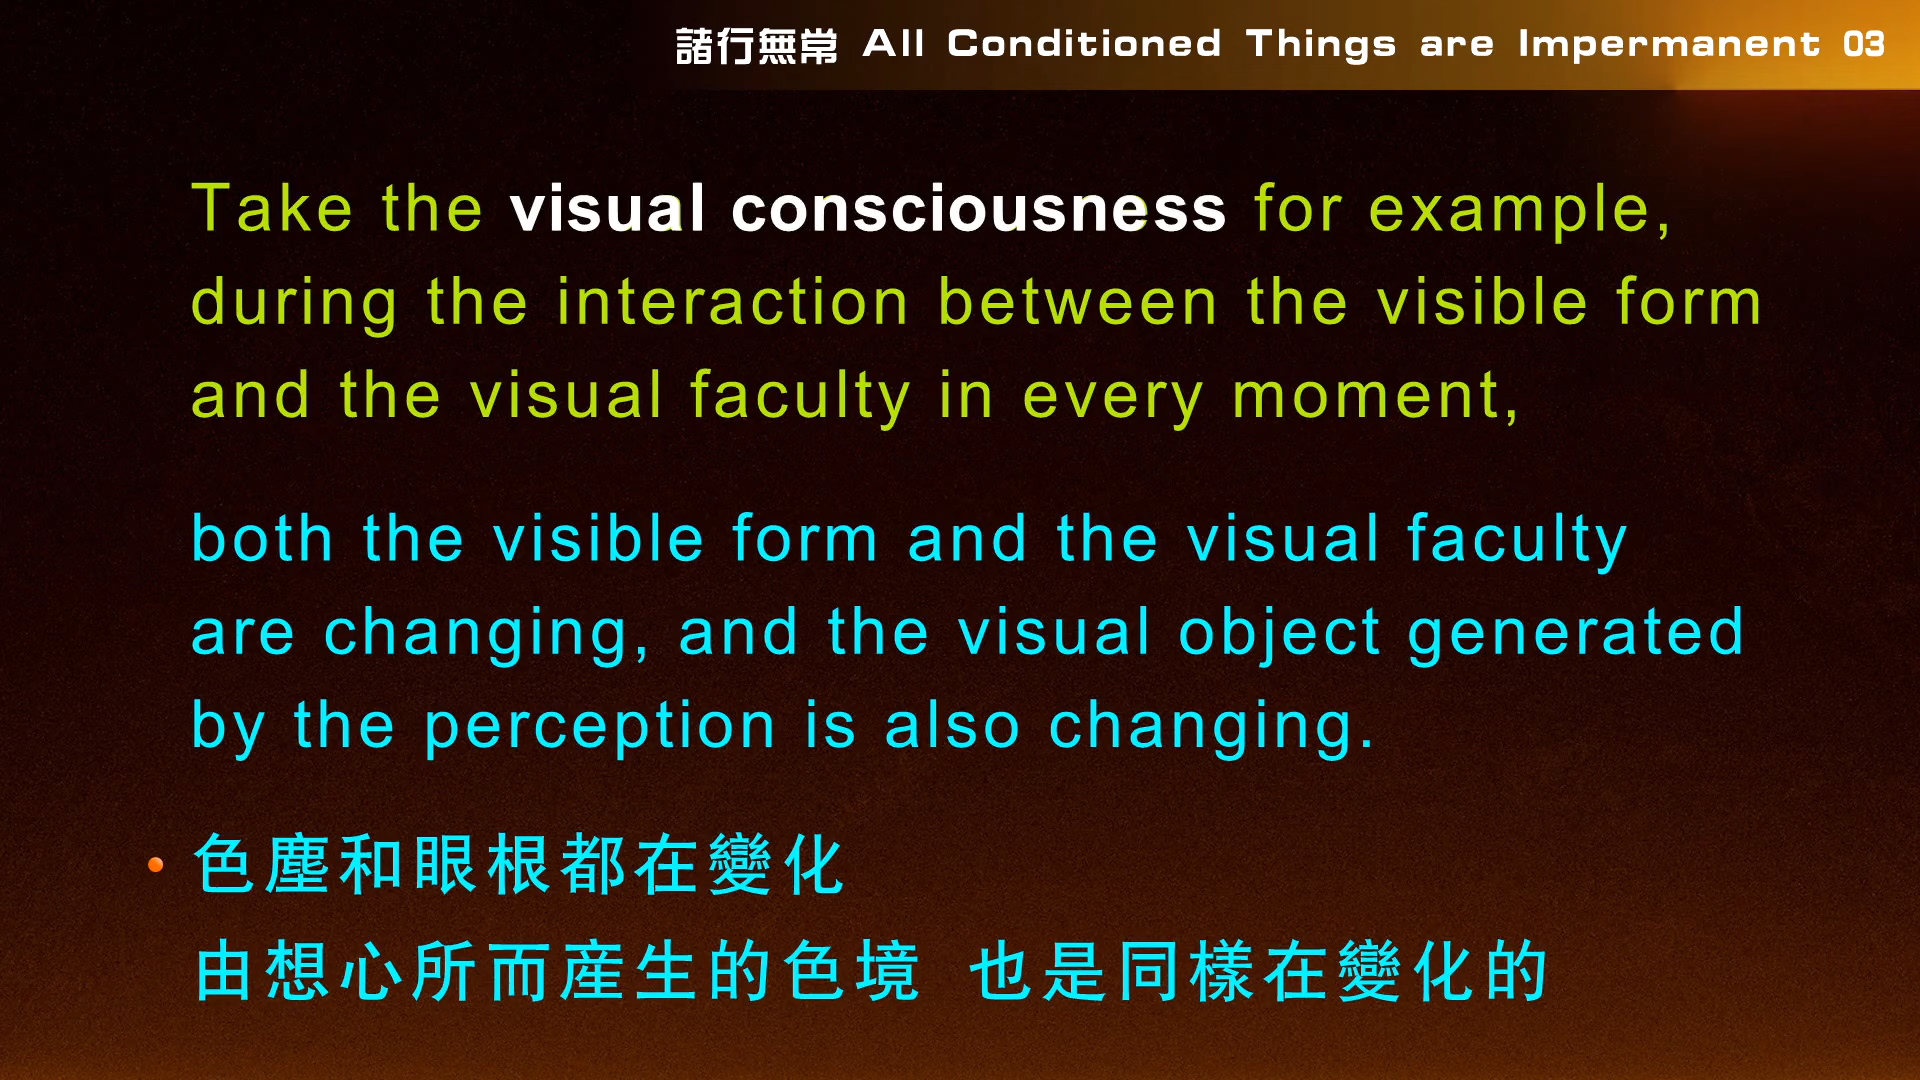 諸行無常 All Conditioned Things are Impermanent 03
Take the visual consciousness for example,
during the interaction between the visible form
and the visual faculty in every moment,
both the visible form and the visual faculty
are changing, and the visual object generated
by the perception is also changing.
• 色塵和眼根都在變化
由想心所而産生的色境 也是同樣在變化的